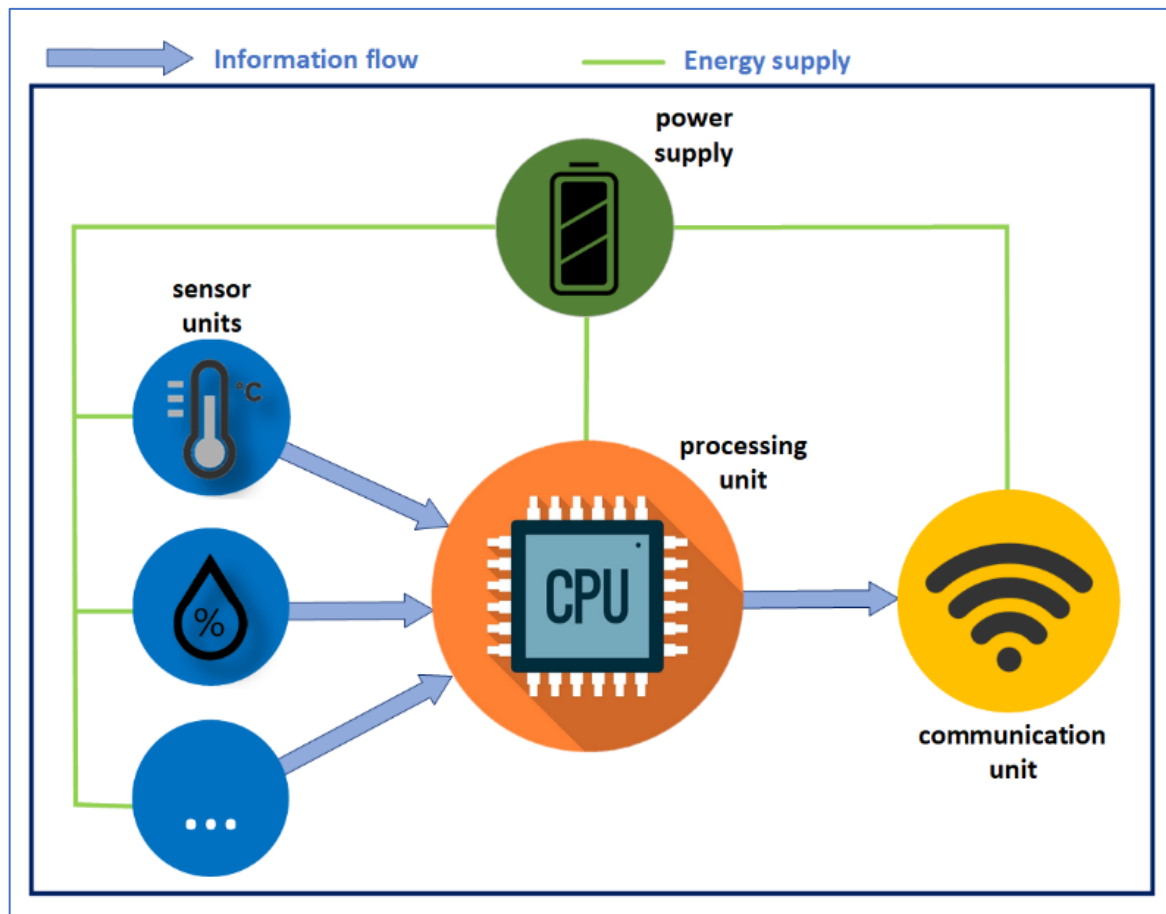 Information flow
Energy supply
power
supply
sensor
units
°C
processing
unit
%
CPU
...
communication
unit